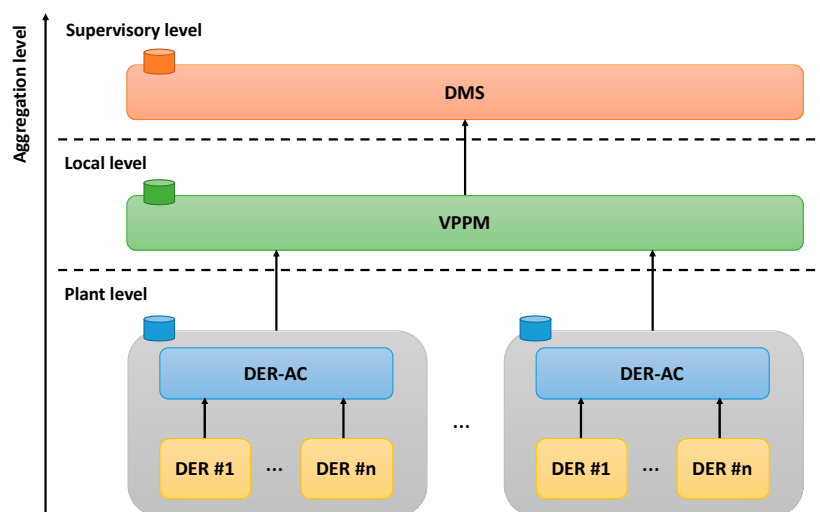 Aggregation level
Supervisory level
DMS
Local level
VPPM
Plant level
DER-AC
DER-AC
...
DER #1
...
DER #n
DER #1
...
DER #n